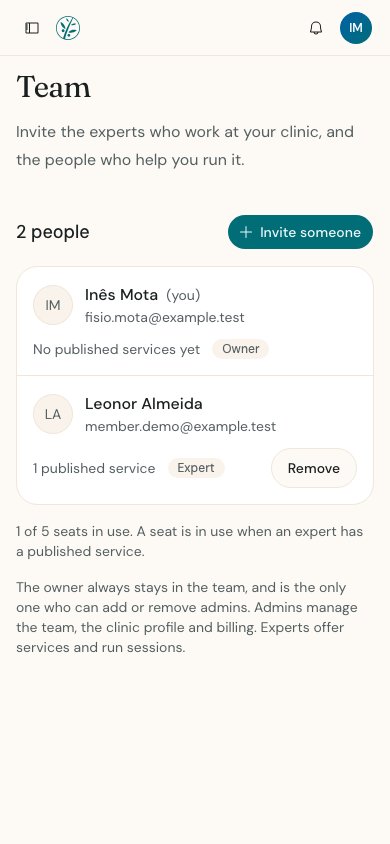 IM
Team
Invite the experts who work at your clinic, and
the people who help you run it.
2 people
Invite someone
IM
Inês Mota (you)
fisio.mota@example.test
No published services yet
Owner
LA
Leonor Almeida
member.demo@example.test
1 published service
Expert
Remove
1 of 5 seats in use. A seat is in use when an expert has
a published service.
The owner always stays in the team, and is the only
one who can add or remove admins. Admins manage
the team, the clinic profile and billing. Experts offer
services and run sessions.